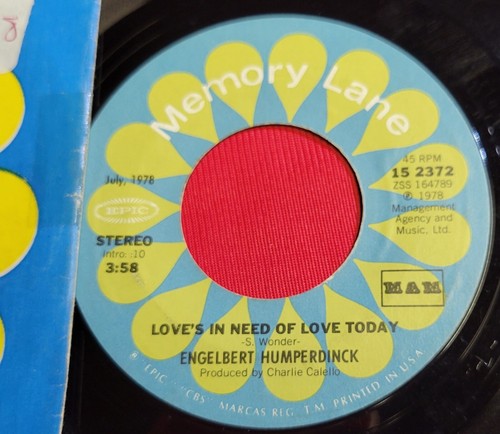 Memory Lane
July, 1978
EPIC
STEREO
Intro. :10
3:58
45 RPM
15 2372
ZSS 164789
℗ 1978
Management
Agency and
Music, Ltd.
MAM
LOVE'S IN NEED OF LOVE TODAY
-S. Wonder-
ENGELBERT HUMPERDINCK
Produced by Charlie Calello
® "EPIC," "CBS" MARCAS REG. T.M. PRINTED IN U.S.A.